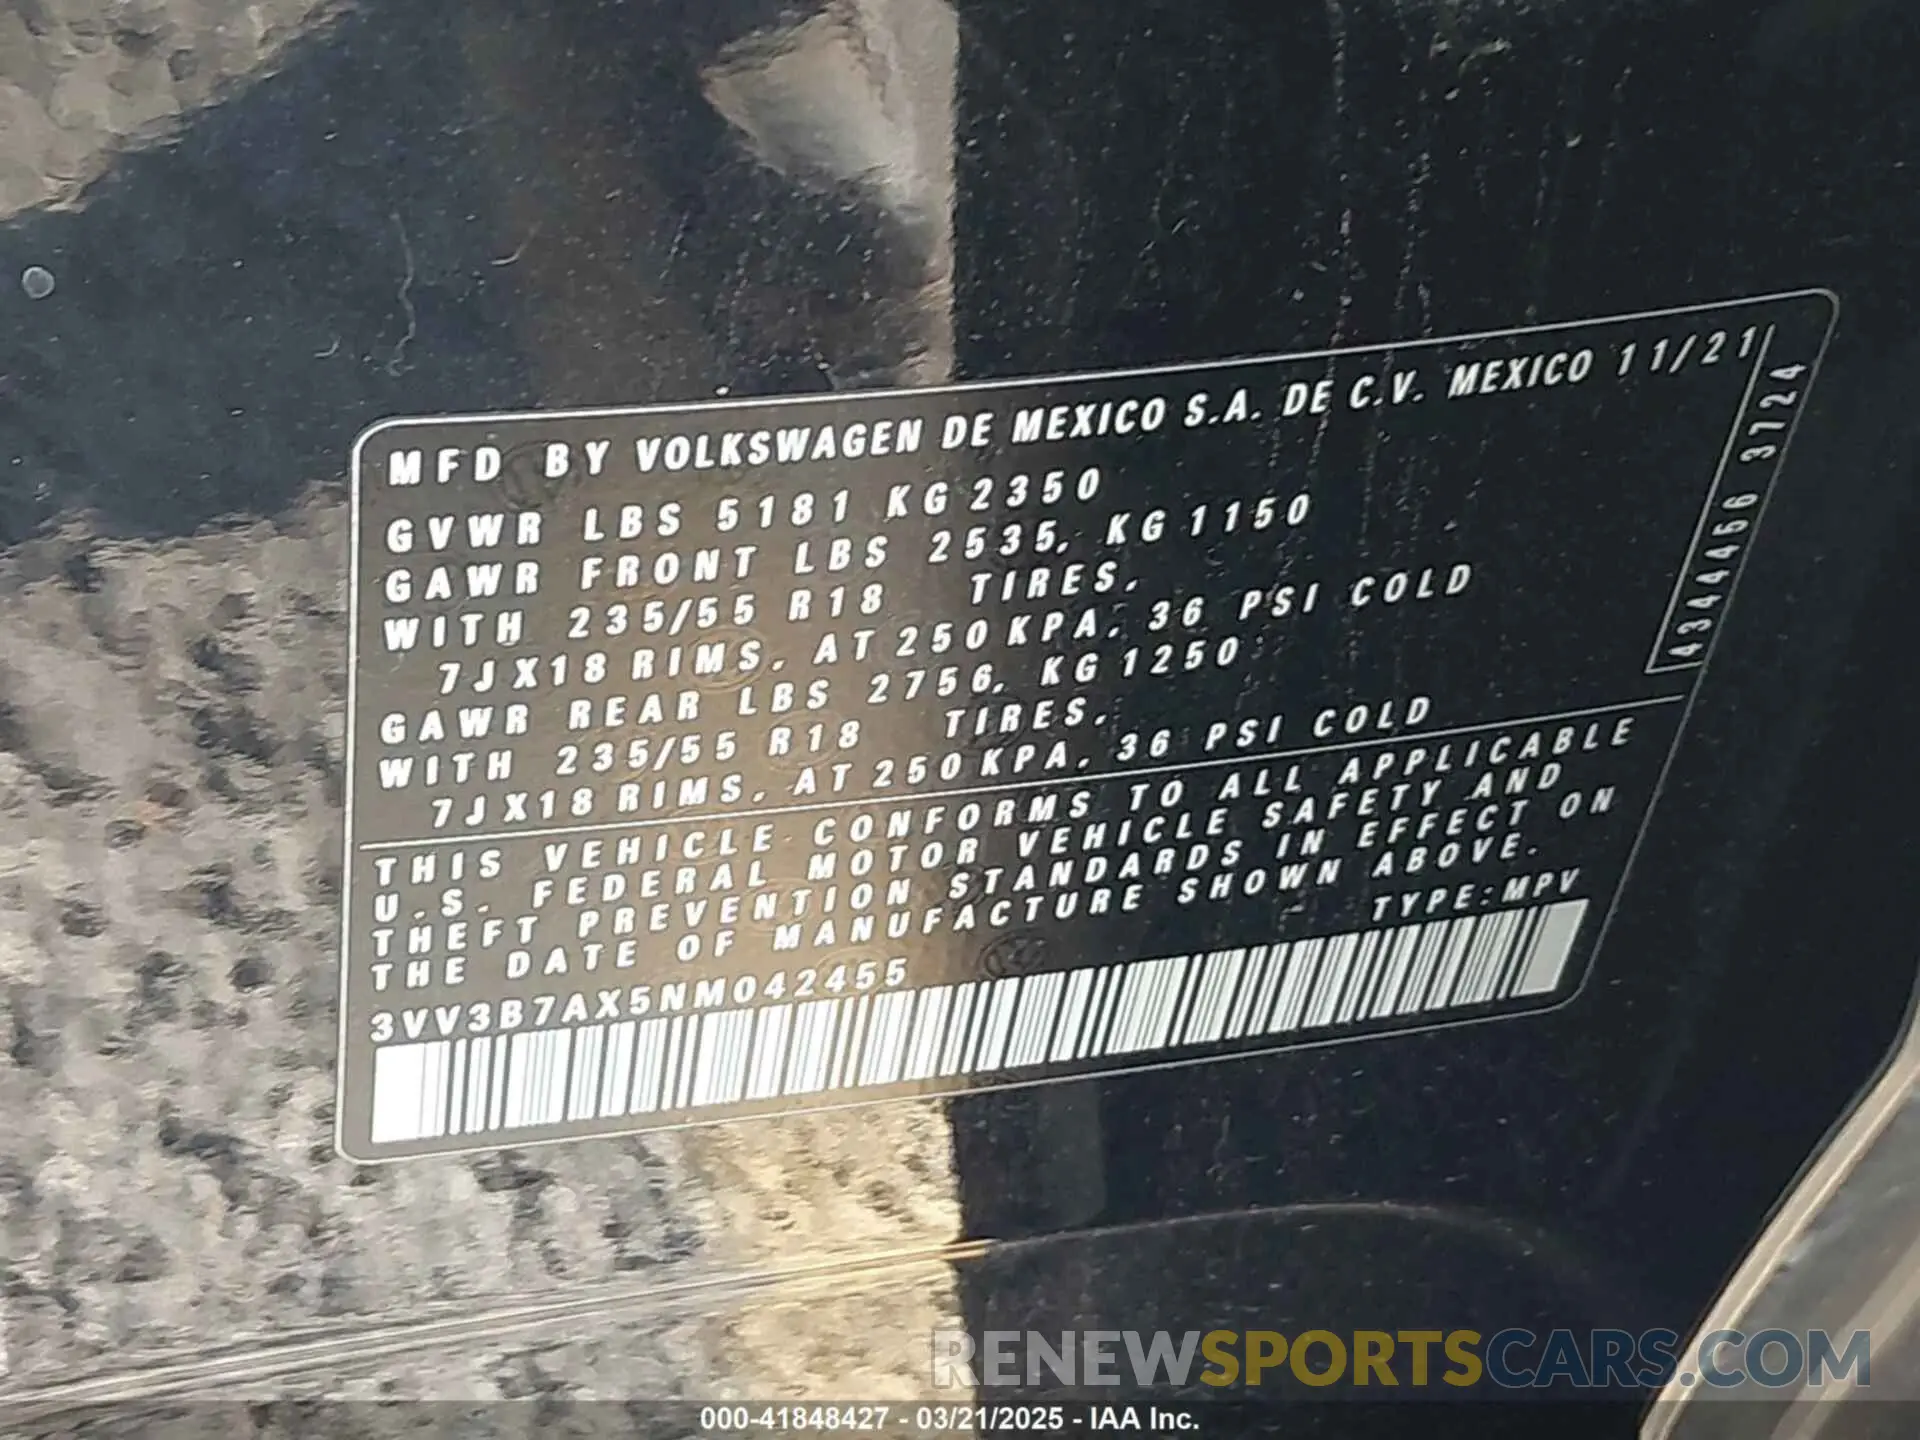 MFD BY VOLKSWAGEN DE MEXICO S.A. DE C.V. MEXICO 11/21
GVWR LBS 5181 KG 2350
GAWR FRONT LBS 2535, KG 1150
WITH 235/55 R18 TIRES,
7JX18 RIMS, AT 250 KPA, 36 PSI COLD
GAWR REAR LBS 2756, KG 1250
WITH 235/55 R18 TIRES,
7JX18 RIMS, AT 250 KPA, 36 PSI COLD
4344456 3724
THIS VEHICLE CONFORMS TO ALL APPLICABLE
U.S. FEDERAL MOTOR VEHICLE SAFETY AND
THEFT PREVENTION STANDARDS IN EFFECT ON
THE DATE OF MANUFACTURE SHOWN ABOVE.
TYPE:MPV
3VV3B7AX5NM042455
RENEWSPORTSCARS.COM
000-41848427 - 03/21/2025 - IAA Inc.